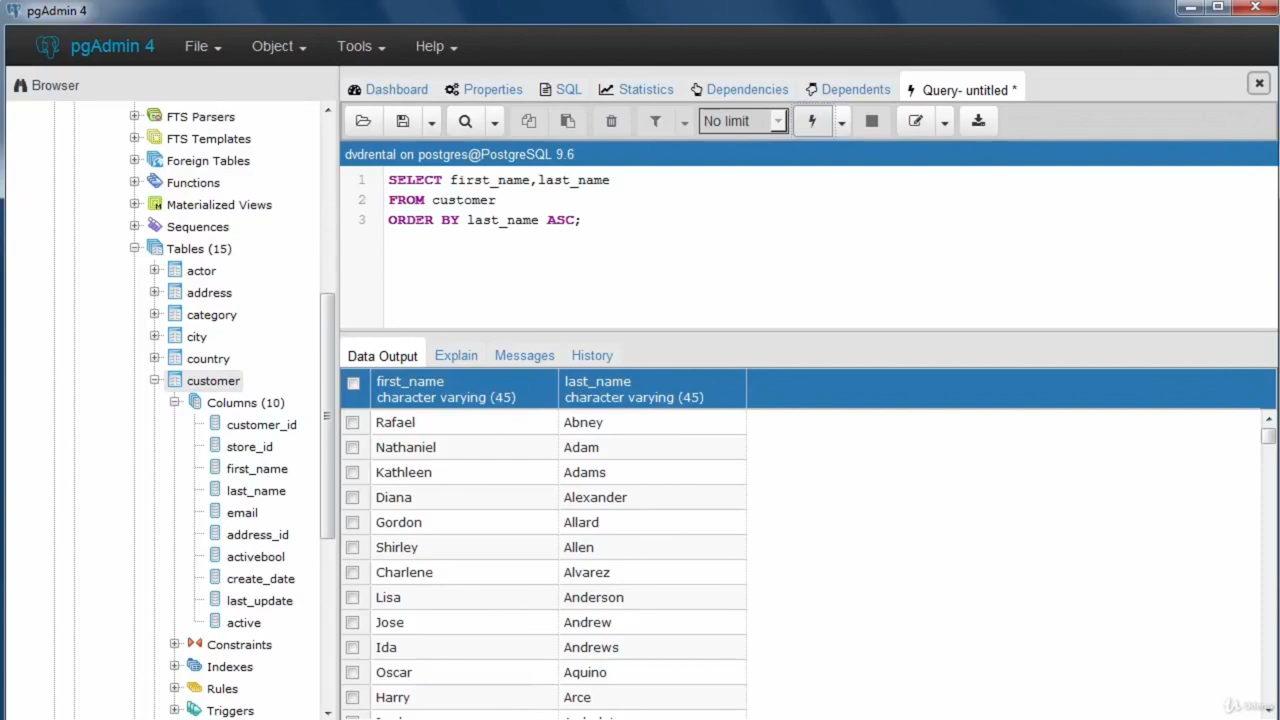 pgAdmin 4
pgAdmin 4
File
Object
Tools
Help
Browser
Dashboard
Properties
SQL
Statistics
Dependencies
Dependents
Query- untitled *
No limit
dvdrental on postgres@PostgreSQL 9.6
1 SELECT first_name,last_name
2 FROM customer
3 ORDER BY last_name ASC;
FTS Parsers
FTS Templates
Foreign Tables
Functions
Materialized Views
Sequences
Tables (15)
actor
address
category
city
country
customer
Columns (10)
customer_id
store_id
first_name
last_name
email
address_id
activebool
create_date
last_update
active
Constraints
Indexes
Rules
Triggers
Data Output
Explain
Messages
History
first_name last_name
character varying (45) character varying (45)
Rafael Abney
Nathaniel Adam
Kathleen Adams
Diana Alexander
Gordon Allard
Shirley Allen
Charlene Alvarez
Lisa Anderson
Jose Andrew
Ida Andrews
Oscar Aquino
Harry Arce